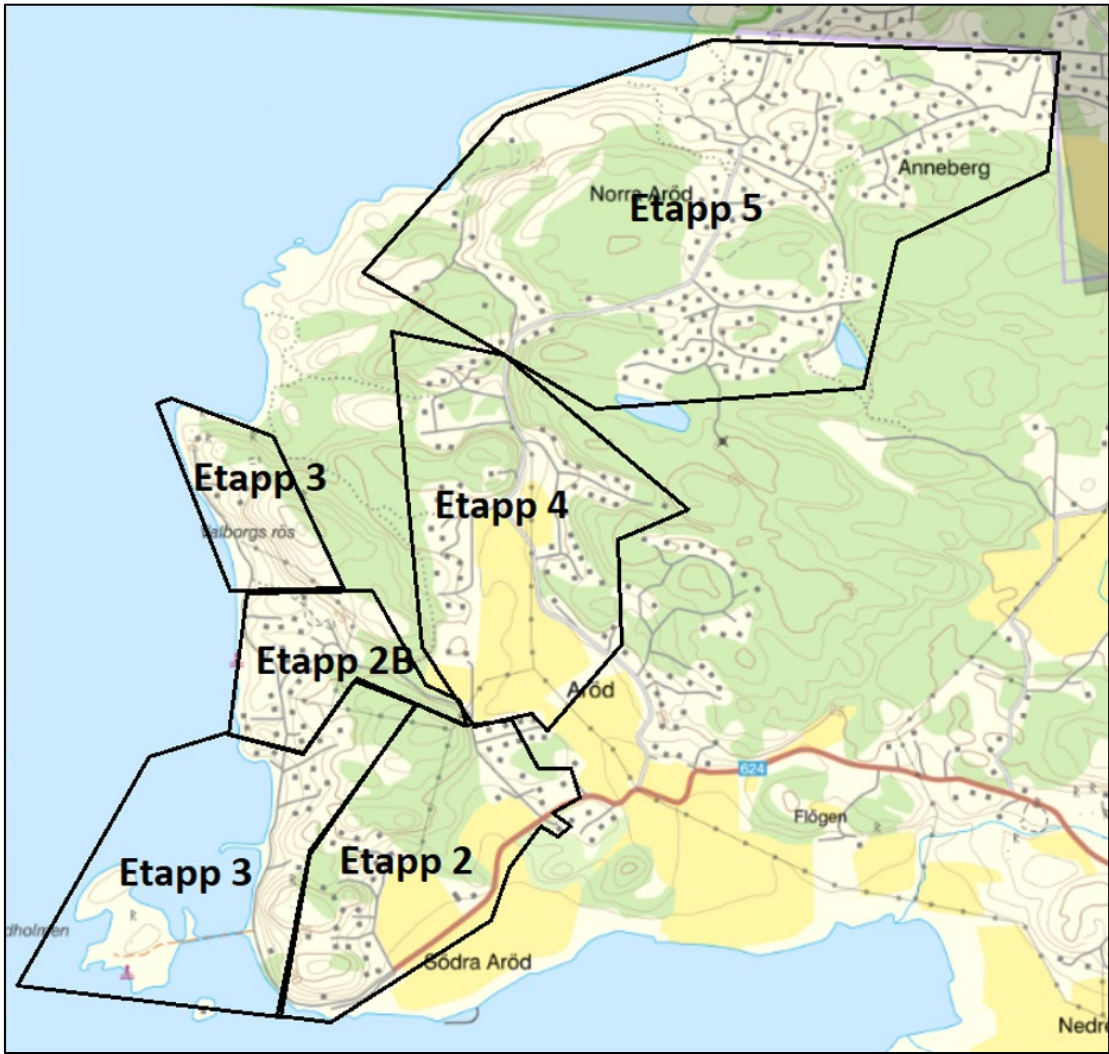 Anneberg
Norra Aröd
Etapp 5
Etapp 3
Etapp 4
Valborgs rös
Etapp 2B
Aröd
624
Flögen
Etapp 3
Etapp 2
dholmen
Södra Aröd
Nedre